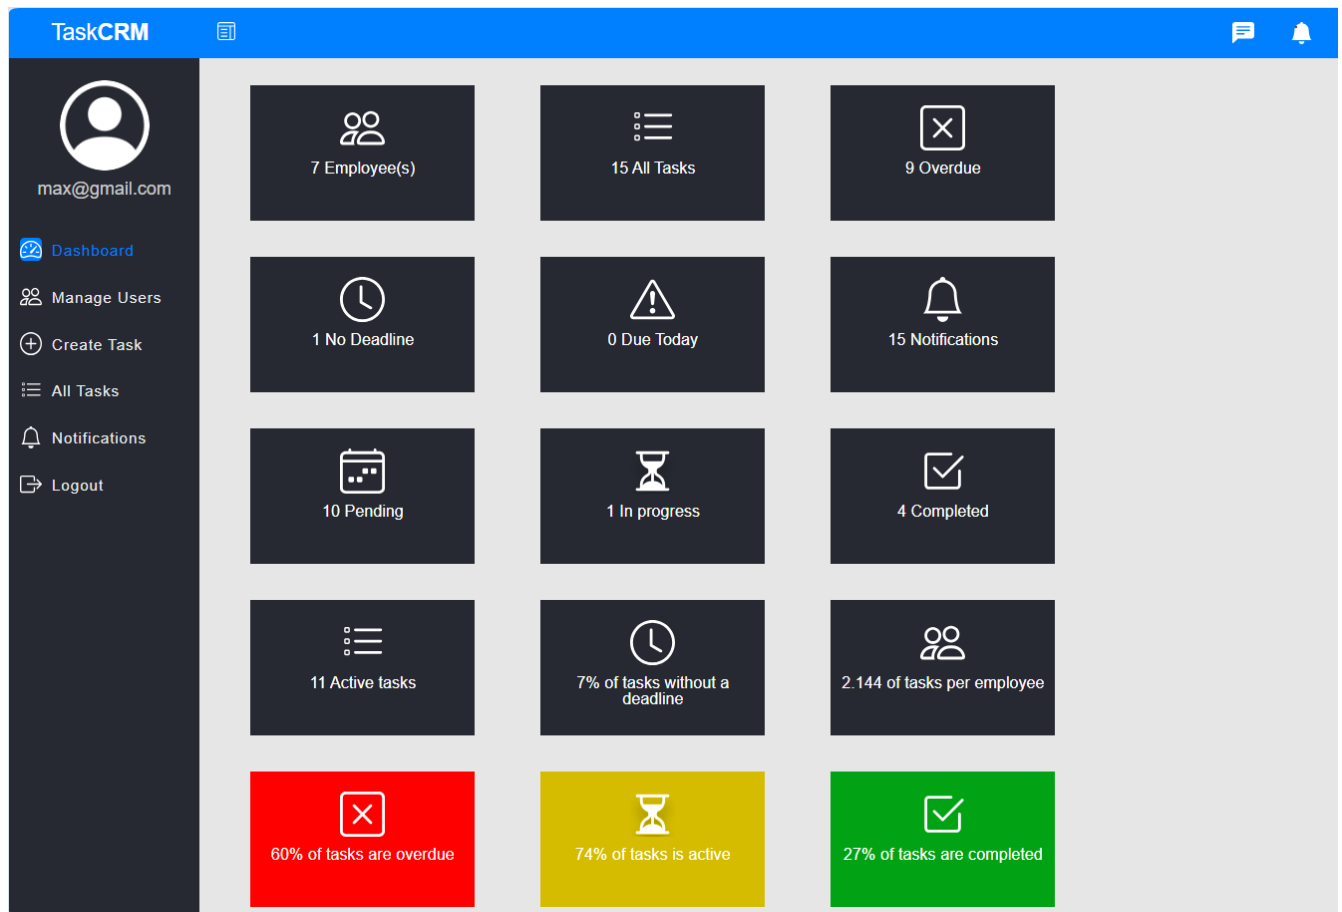 TaskCRM
max@gmail.com
Dashboard
Manage Users
Create Task
All Tasks
Notifications
Logout
7 Employee(s)
15 All Tasks
9 Overdue
1 No Deadline
0 Due Today
15 Notifications
10 Pending
1 In progress
4 Completed
11 Active tasks
7% of tasks without a
deadline
2.144 of tasks per employee
60% of tasks are overdue
74% of tasks is active
27% of tasks are completed